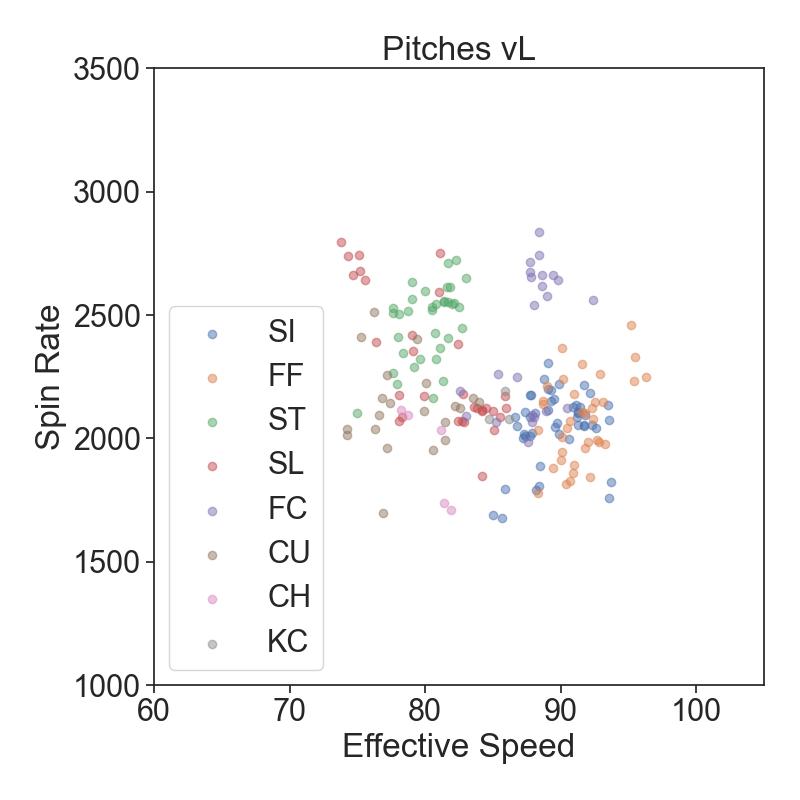 Pitches vL
3500
3000
2500
2000
1500
1000
Spin Rate
SI
FF
ST
SL
FC
CU
CH
KC
60 70 80 90 100
Effective Speed